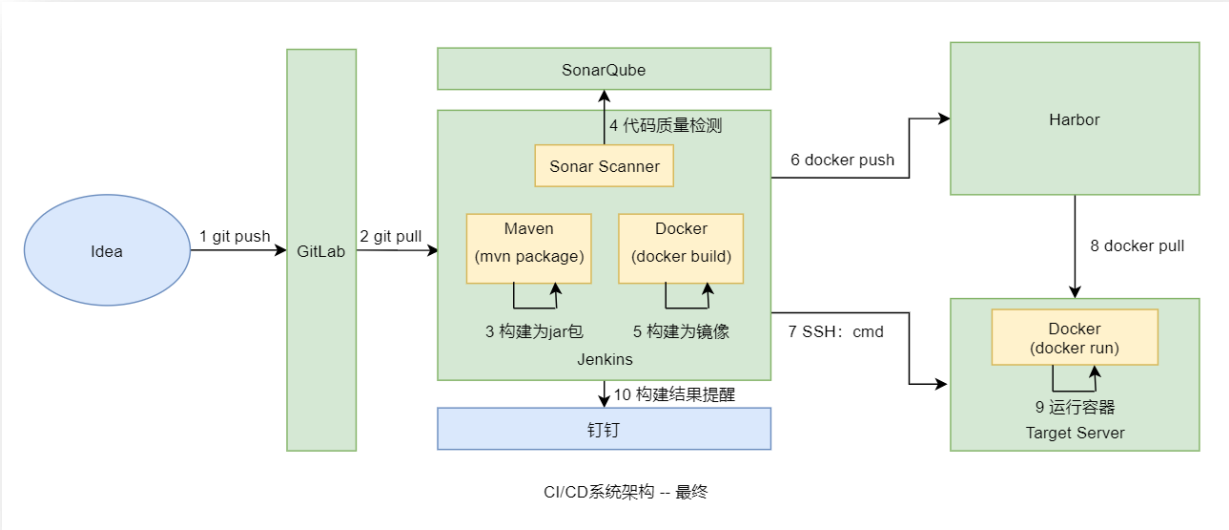 SonarQube
4 代码质量检测
Sonar Scanner
Harbor
6 docker push
Idea
1 git push
GitLab
2 git pull
Maven
(mvn package)
3 构建为jar包
Docker
(docker build)
5 构建为镜像
Jenkins
7 SSH：cmd
8 docker pull
Docker
(docker run)
9 运行容器
Target Server
10 构建结果提醒
钉钉
CI/CD系统架构 -- 最终